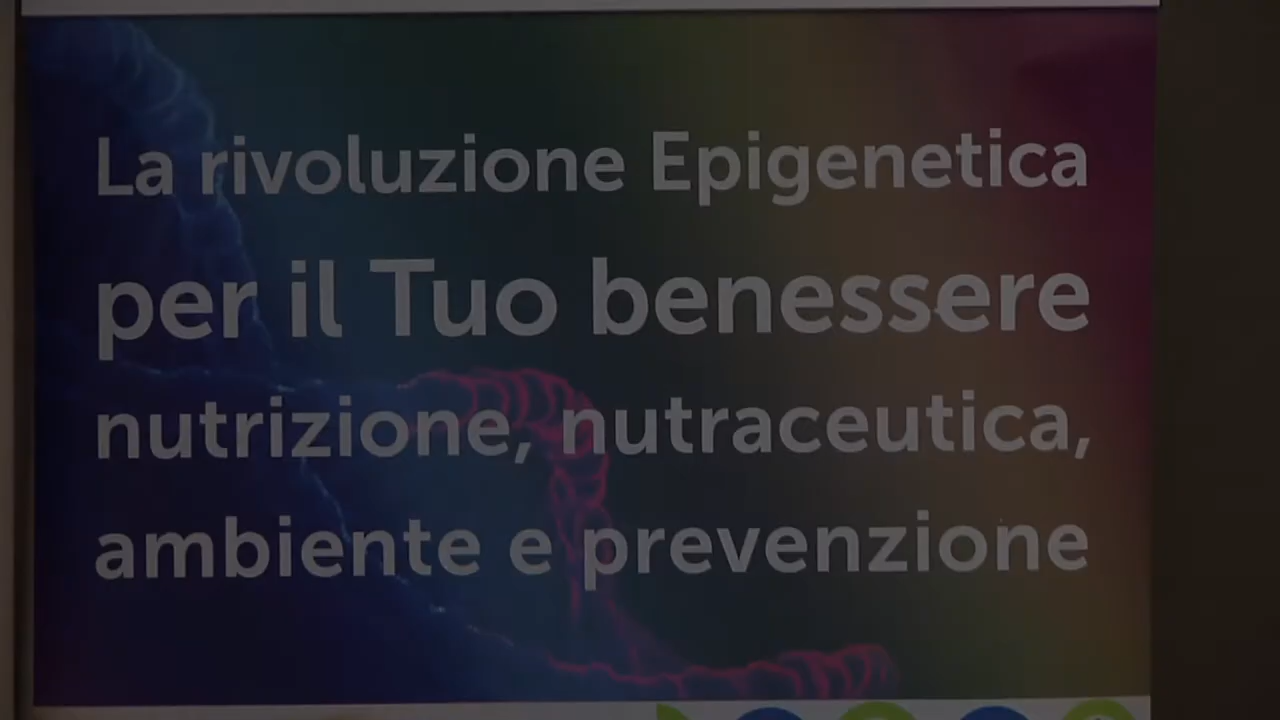 La rivoluzione Epigenetica
per il Tuo benessere
nutrizione, nutraceutica,
ambiente e prevenzione